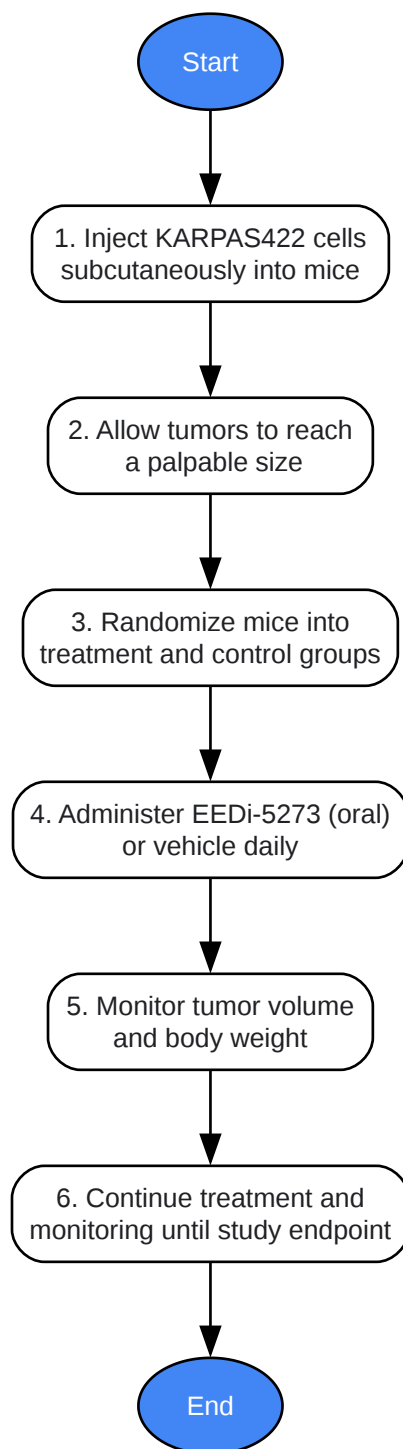 Start
1. Inject KARPAS422 cells
subcutaneously into mice
2. Allow tumors to reach
a palpable size
3. Randomize mice into
treatment and control groups
4. Administer EEDi-5273 (oral)
or vehicle daily
5. Monitor tumor volume
and body weight
6. Continue treatment and
monitoring until study endpoint
End